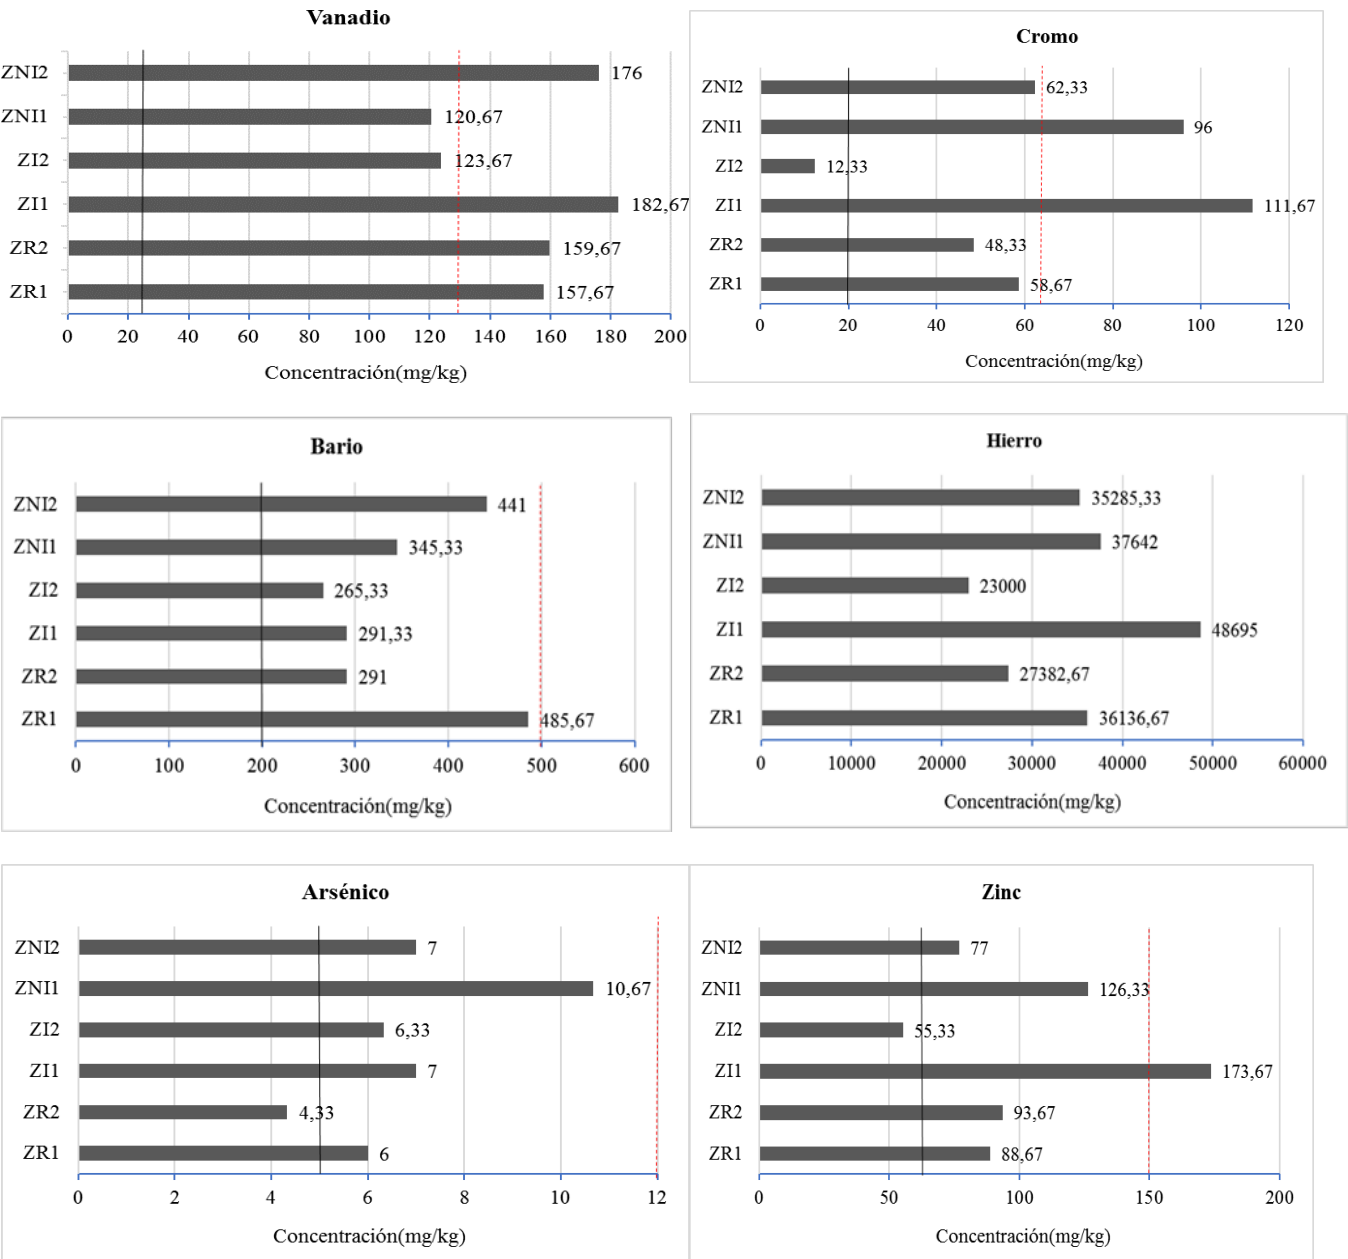 Vanadio
ZNI2 176
ZNI1 120,67
ZI2 123,67
ZI1 182,67
ZR2 159,67
ZR1 157,67
0 20 40 60 80 100 120 140 160 180 200
Concentración(mg/kg)
Cromo
ZNI2 62,33
ZNI1 96
ZI2 12,33
ZI1 111,67
ZR2 48,33
ZR1 58,67
0 20 40 60 80 100 120
Concentración(mg/kg)
Bario
ZNI2 441
ZNI1 345,33
ZI2 265,33
ZI1 291,33
ZR2 291
ZR1 485,67
0 100 200 300 400 500 600
Concentración(mg/kg)
Hierro
ZNI2 35285,33
ZNI1 37642
ZI2 23000
ZI1 48695
ZR2 27382,67
ZR1 36136,67
0 10000 20000 30000 40000 50000 60000
Concentración(mg/kg)
Arsénico
ZNI2 7
ZNI1 10,67
ZI2 6,33
ZI1 7
ZR2 4,33
ZR1 6
0 2 4 6 8 10 12
Concentración(mg/kg)
Zinc
ZNI2 77
ZNI1 126,33
ZI2 55,33
ZI1 173,67
ZR2 93,67
ZR1 88,67
0 50 100 150 200
Concentración(mg/kg)